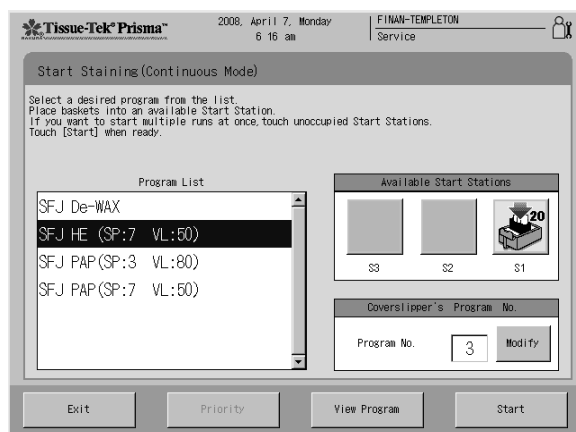 Tissue-Tek® Prisma™
2008, April 7, Monday
6 16 am
FINAN-TEMPLETON
Service
Start Staining(Continuous Mode)
Select a desired program from the list.
Place baskets into an available Start Station.
If you want to start multiple runs at once, touch unoccupied Start Stations.
Touch [Start] when ready.
Program List
SFJ De-WAX
SFJ HE (SP:7 VL:50)
SFJ PAP(SP:3 VL:80)
SFJ PAP(SP:7 VL:50)
Available Start Stations
20
S3 S2 S1
Coverslipper's Program No.
Program No. 3 Modify
Exit Priority View Program Start